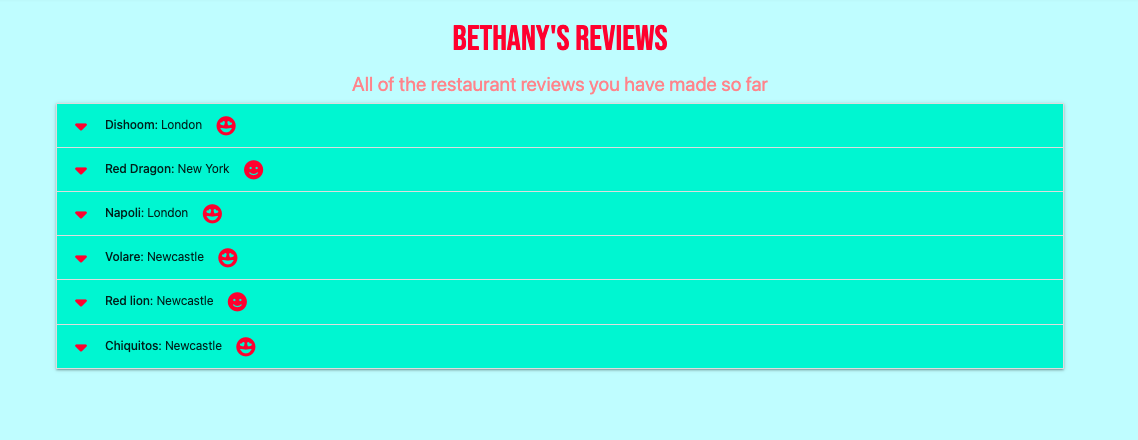 BETHANY'S REVIEWS
All of the restaurant reviews you have made so far
Dishoom: London
Red Dragon: New York
Napoli: London
Volare: Newcastle
Red lion: Newcastle
Chiquitos: Newcastle